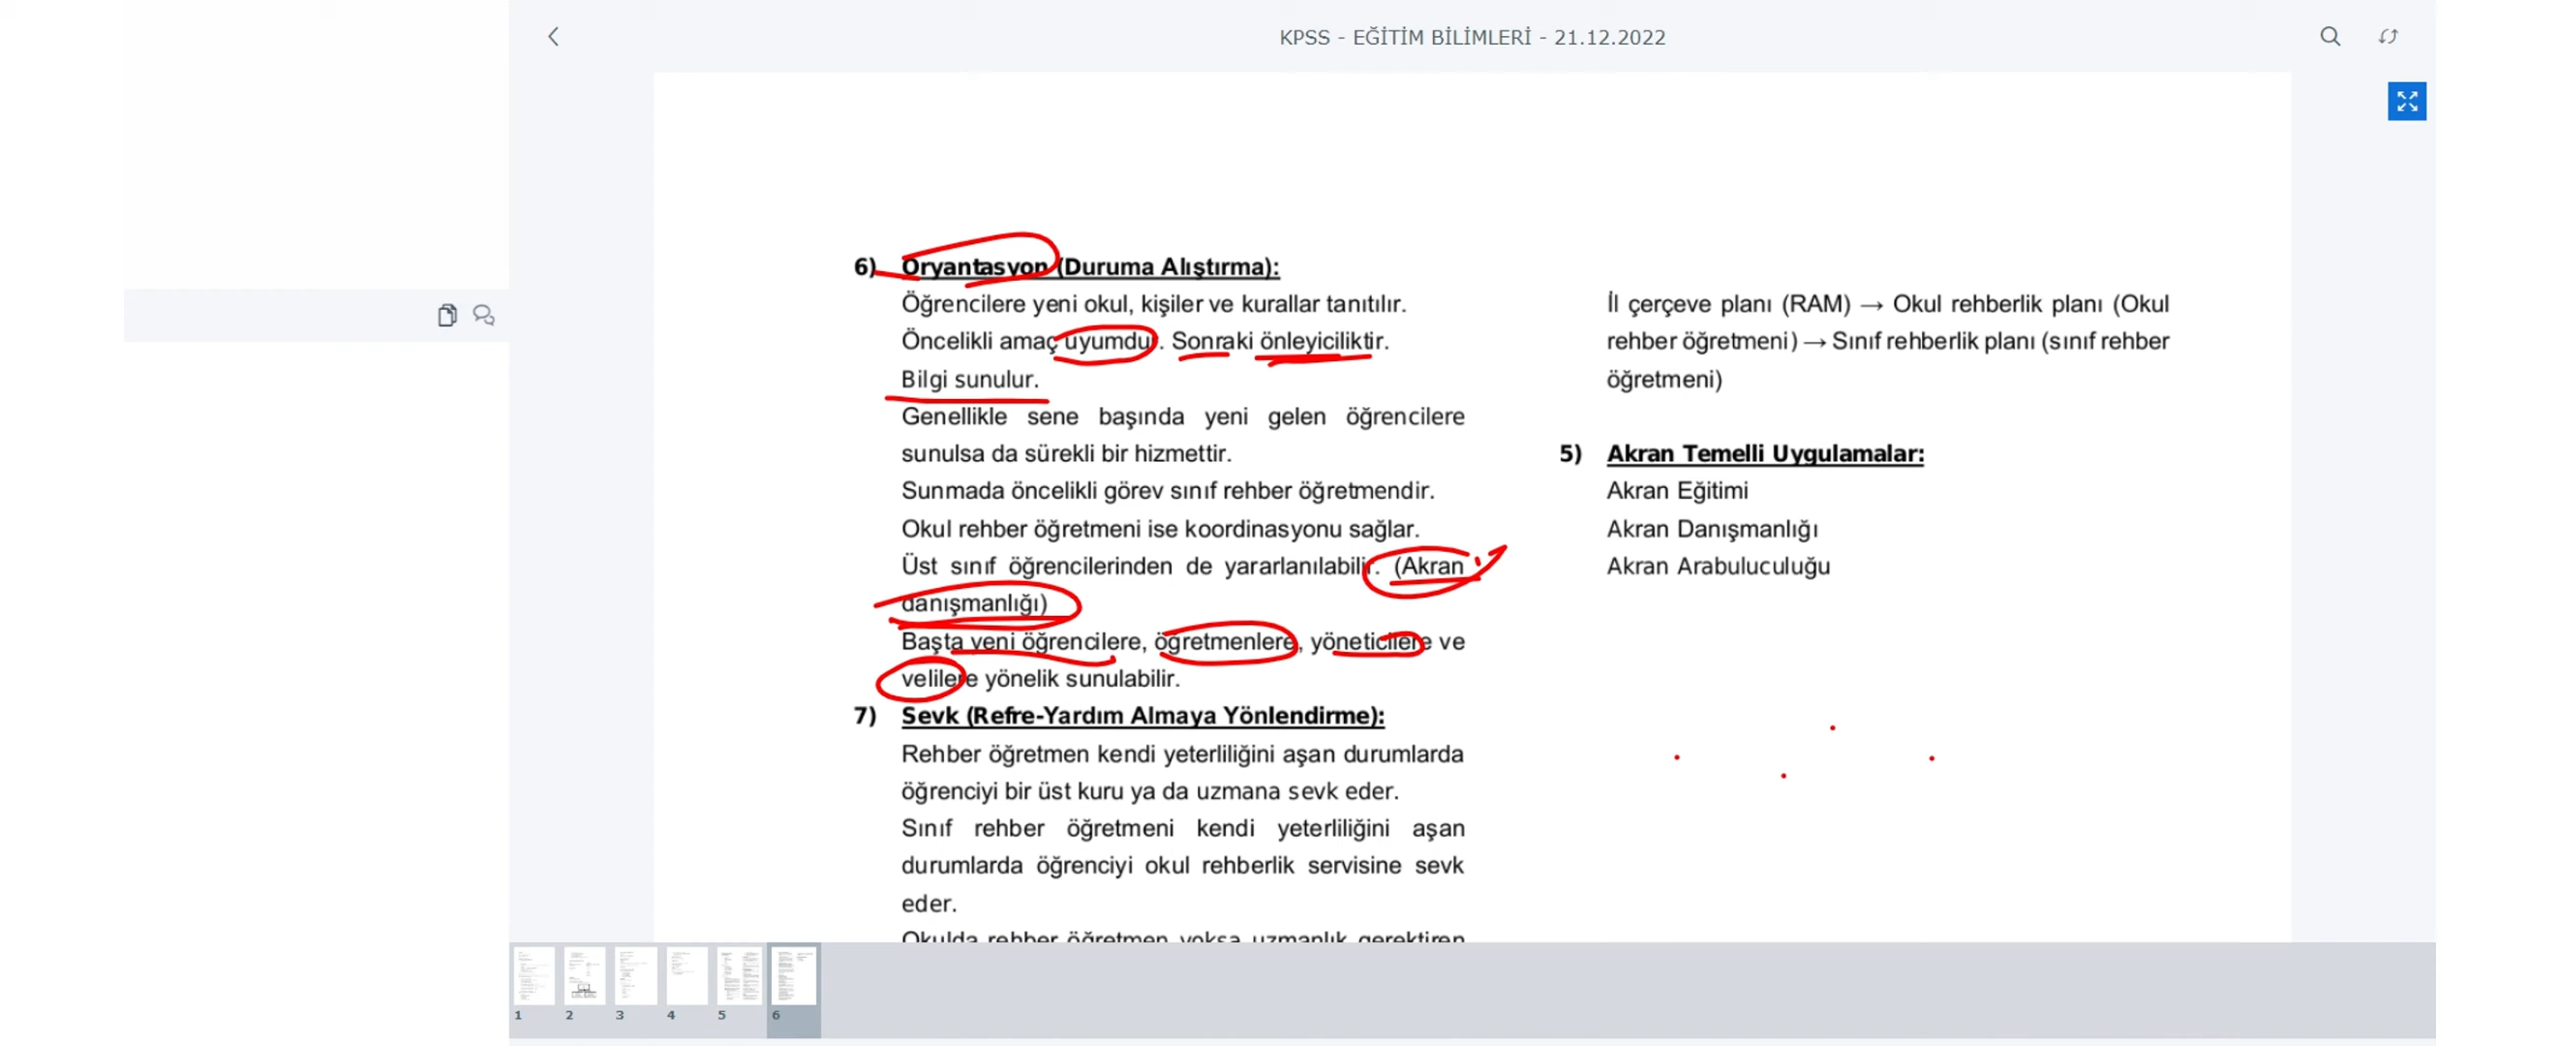 KPSS - EĞİTİM BİLİMLERİ - 21.12.2022
6) Oryantasyon (Duruma Alıştırma):
Öğrencilere yeni okul, kişiler ve kurallar tanıtılır.
Öncelikli amaç uyumdur. Sonraki önleyiciliktir.
Bilgi sunulur.
Genellikle sene başında yeni gelen öğrencilere
sunulsa da sürekli bir hizmettir.
Sunmada öncelikli görev sınıf rehber öğretmendir.
Okul rehber öğretmeni ise koordinasyonu sağlar.
Üst sınıf öğrencilerinden de yararlanılabilir. (Akran
danışmanlığı)
Başta yeni öğrencilere, öğretmenlere, yöneticilere ve
velilere yönelik sunulabilir.
7) Sevk (Refre-Yardım Almaya Yönlendirme):
Rehber öğretmen kendi yeterliliğini aşan durumlarda
öğrenciyi bir üst kuru ya da uzmana sevk eder.
Sınıf rehber öğretmeni kendi yeterliliğini aşan
durumlarda öğrenciyi okul rehberlik servisine sevk
eder.
Okulda rehber öğretmen yoksa uzmanlık gerektiren
İl çerçeve planı (RAM) → Okul rehberlik planı (Okul
rehber öğretmeni) → Sınıf rehberlik planı (sınıf rehber
öğretmeni)
5) Akran Temelli Uygulamalar:
Akran Eğitimi
Akran Danışmanlığı
Akran Arabuluculuğu
1 2 3 4 5 6